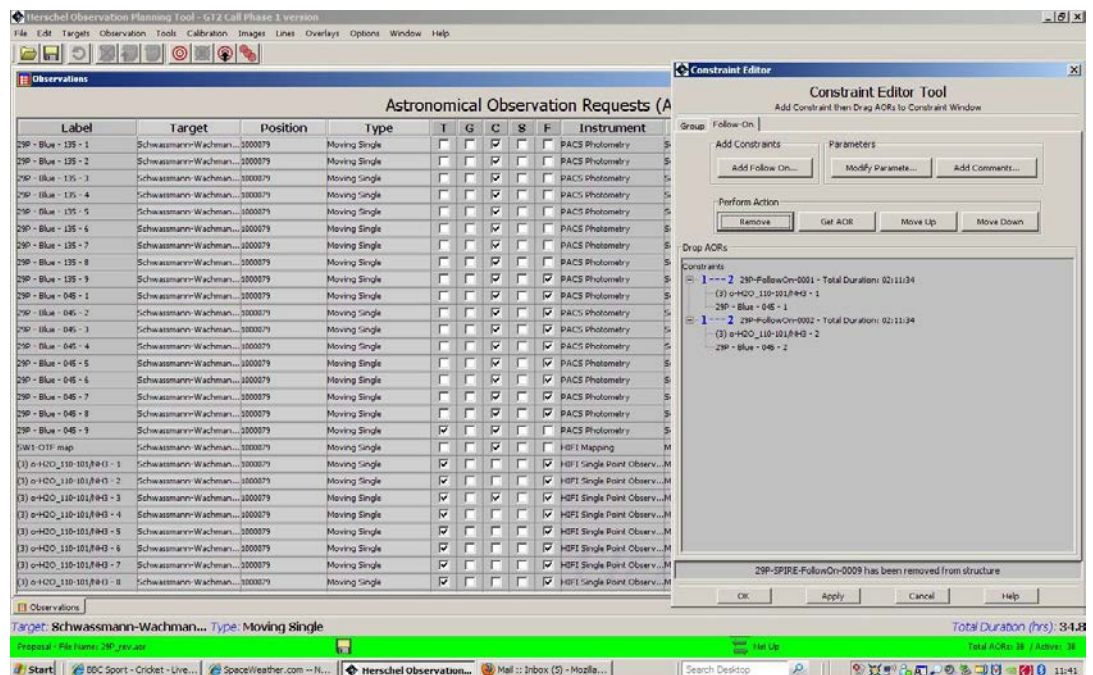 Herschel Observation Planning Tool - GT2 Call Phase 1 version
File Edit Targets Observation Tools Calibration Images Lines Overlays Options Window Help
Observations
Astronomical Observation Requests (A
Label Target Position Type T G C S F Instrument
29P - Blue - 135 - 1 Schwassmann-Wachman... 1000079 Moving Single PACS Photometry
29P - Blue - 135 - 2 Schwassmann-Wachman... 1000079 Moving Single PACS Photometry
29P - Blue - 135 - 3 Schwassmann-Wachman... 1000079 Moving Single PACS Photometry
29P - Blue - 135 - 4 Schwassmann-Wachman... 1000079 Moving Single PACS Photometry
29P - Blue - 135 - 5 Schwassmann-Wachman... 1000079 Moving Single PACS Photometry
29P - Blue - 135 - 6 Schwassmann-Wachman... 1000079 Moving Single PACS Photometry
29P - Blue - 135 - 7 Schwassmann-Wachman... 1000079 Moving Single PACS Photometry
29P - Blue - 135 - 8 Schwassmann-Wachman... 1000079 Moving Single PACS Photometry
29P - Blue - 135 - 9 Schwassmann-Wachman... 1000079 Moving Single PACS Photometry
29P - Blue - 045 - 1 Schwassmann-Wachman... 1000079 Moving Single PACS Photometry
29P - Blue - 045 - 2 Schwassmann-Wachman... 1000079 Moving Single PACS Photometry
29P - Blue - 045 - 3 Schwassmann-Wachman... 1000079 Moving Single PACS Photometry
29P - Blue - 045 - 4 Schwassmann-Wachman... 1000079 Moving Single PACS Photometry
29P - Blue - 045 - 5 Schwassmann-Wachman... 1000079 Moving Single PACS Photometry
29P - Blue - 045 - 6 Schwassmann-Wachman... 1000079 Moving Single PACS Photometry
29P - Blue - 045 - 7 Schwassmann-Wachman... 1000079 Moving Single PACS Photometry
29P - Blue - 045 - 8 Schwassmann-Wachman... 1000079 Moving Single PACS Photometry
29P - Blue - 045 - 9 Schwassmann-Wachman... 1000079 Moving Single PACS Photometry
SW1-OTF map Schwassmann-Wachman... 1000079 Moving Single HIFI Mapping M
(3) o-H2O_110-101/NH3 - 1 Schwassmann-Wachman... 1000079 Moving Single HIFI Single Point Observ... M
(3) o-H2O_110-101/NH3 - 2 Schwassmann-Wachman... 1000079 Moving Single HIFI Single Point Observ... M
(3) o-H2O_110-101/NH3 - 3 Schwassmann-Wachman... 1000079 Moving Single HIFI Single Point Observ... M
(3) o-H2O_110-101/NH3 - 4 Schwassmann-Wachman... 1000079 Moving Single HIFI Single Point Observ... M
(3) o-H2O_110-101/NH3 - 5 Schwassmann-Wachman... 1000079 Moving Single HIFI Single Point Observ... M
(3) o-H2O_110-101/NH3 - 6 Schwassmann-Wachman... 1000079 Moving Single HIFI Single Point Observ... M
(3) o-H2O_110-101/NH3 - 7 Schwassmann-Wachman... 1000079 Moving Single HIFI Single Point Observ... M
(3) o-H2O_110-101/NH3 - 8 Schwassmann-Wachman... 1000079 Moving Single HIFI Single Point Observ... M
Observations
Constraint Editor
Constraint Editor Tool
Add Constraint then Drag AORs to Constraint Window
Group Follow-On
Add Constraints Parameters
Add Follow On... Modify Paramete... Add Comments...
Perform Action
Remove Get AOR Move Up Move Down
Drop AORs
Constraints
1 --- 2 29P-FollowOn-0001 - Total Duration: 02:11:34
(3) o-H2O_110-101/NH3 - 1
29P - Blue - 045 - 1
1 --- 2 29P-FollowOn-0002 - Total Duration: 02:11:34
(3) o-H2O_110-101/NH3 - 2
29P - Blue - 045 - 2
29P-SPIRE-FollowOn-0009 has been removed from structure
OK Apply Cancel Help
Target: Schwassmann-Wachman... Type: Moving Single Total Duration (hrs): 34.8
Proposal - File Name: 29P_rev.aor Net Up Total AORs: 38 / Active: 38
Start BBC Sport - Cricket - Live... SpaceWeather.com -- N... Herschel Observation... Mail :: Inbox (5) - Mozilla... Search Desktop 11:41